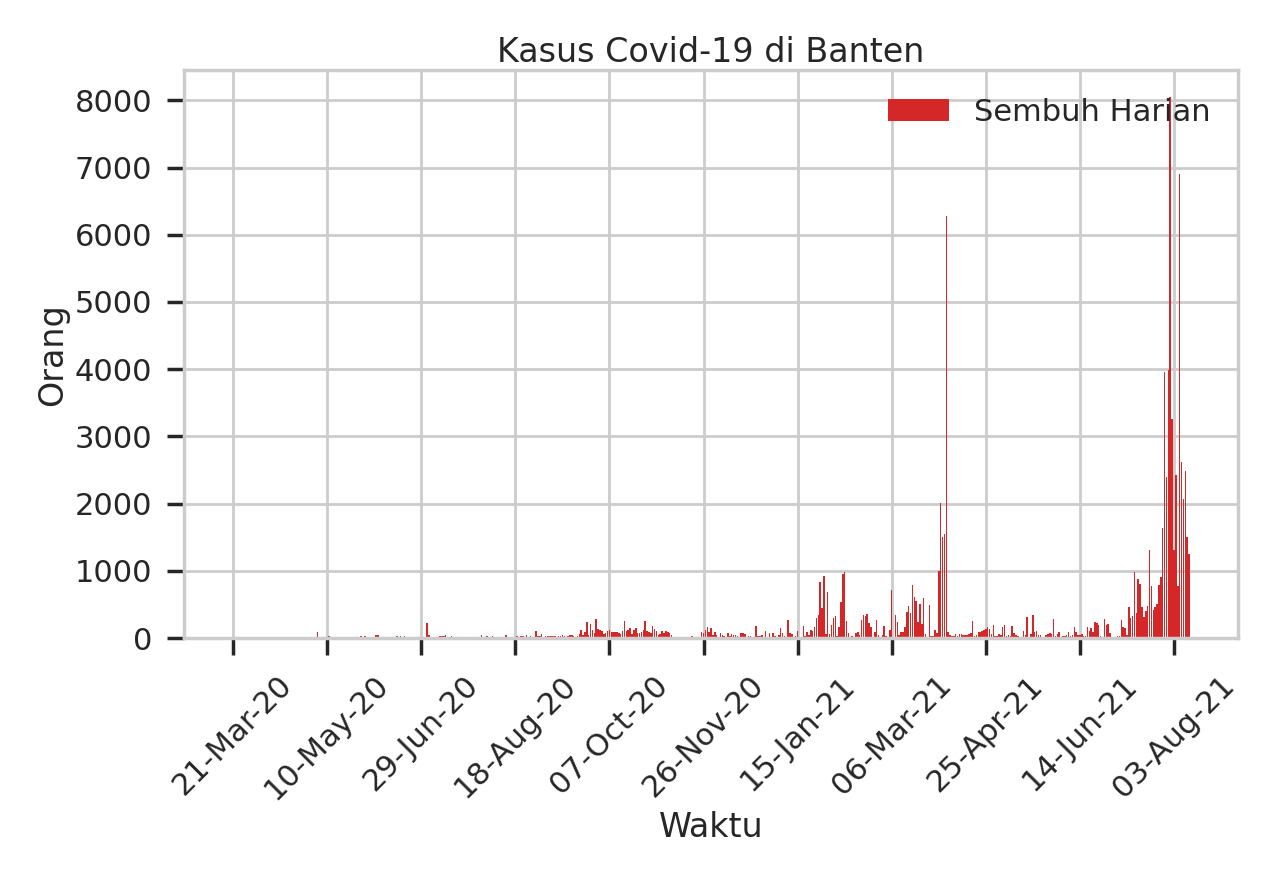 Kasus Covid-19 di Banten
Sembuh Harian
Orang
8000
7000
6000
5000
4000
3000
2000
1000
0
21-Mar-20
10-May-20
29-Jun-20
18-Aug-20
07-Oct-20
26-Nov-20
15-Jan-21
06-Mar-21
25-Apr-21
14-Jun-21
03-Aug-21
Waktu